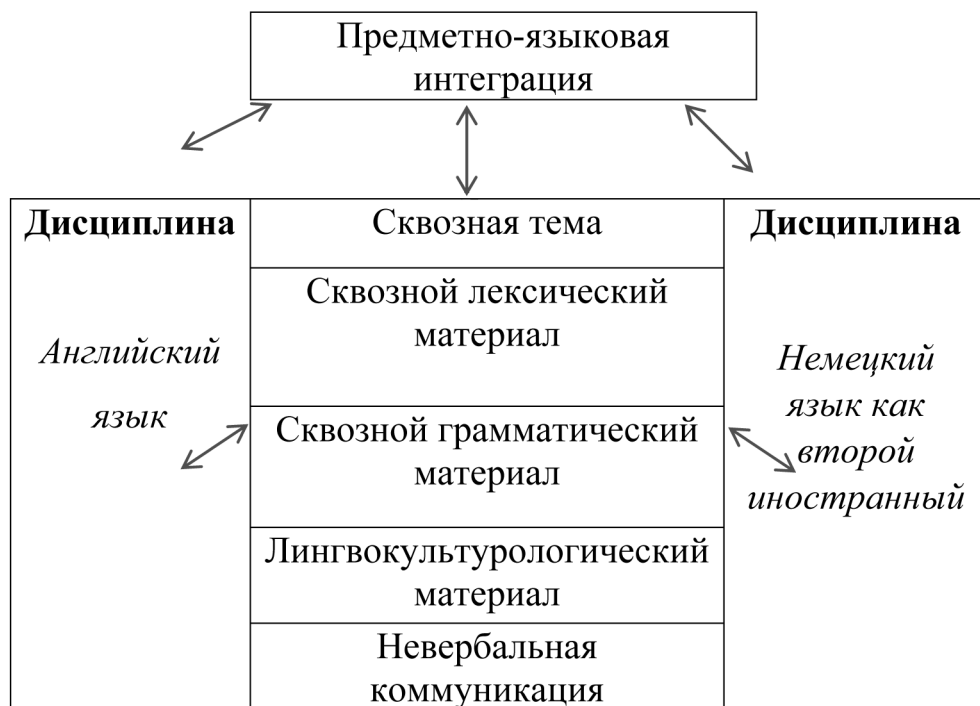 Предметно-языковая
интеграция
Дисциплина
Английский
язык
Сквозная тема
Сквозной лексический
материал
Сквозной грамматический
материал
Лингвокультурологический
материал
Невербальная
коммуникация
Дисциплина
Немецкий
язык как
второй
иностранный